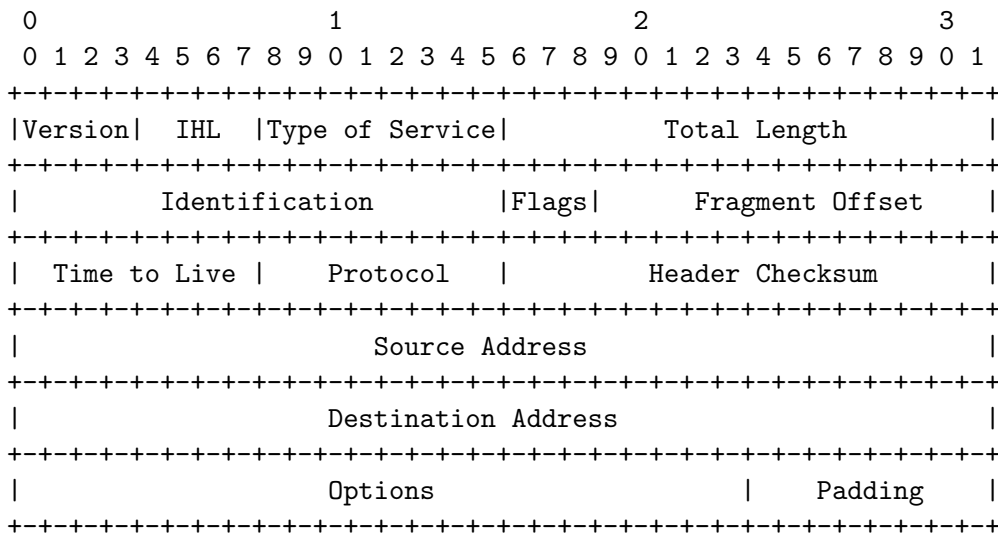 0                   1                   2                   3
 0 1 2 3 4 5 6 7 8 9 0 1 2 3 4 5 6 7 8 9 0 1 2 3 4 5 6 7 8 9 0 1
+-+-+-+-+-+-+-+-+-+-+-+-+-+-+-+-+-+-+-+-+-+-+-+-+-+-+-+-+-+-+-+-+
|Version|  IHL  |Type of Service|          Total Length         |
+-+-+-+-+-+-+-+-+-+-+-+-+-+-+-+-+-+-+-+-+-+-+-+-+-+-+-+-+-+-+-+-+
|         Identification        |Flags|      Fragment Offset    |
+-+-+-+-+-+-+-+-+-+-+-+-+-+-+-+-+-+-+-+-+-+-+-+-+-+-+-+-+-+-+-+-+
|  Time to Live |    Protocol   |         Header Checksum       |
+-+-+-+-+-+-+-+-+-+-+-+-+-+-+-+-+-+-+-+-+-+-+-+-+-+-+-+-+-+-+-+-+
|                       Source Address                          |
+-+-+-+-+-+-+-+-+-+-+-+-+-+-+-+-+-+-+-+-+-+-+-+-+-+-+-+-+-+-+-+-+
|                    Destination Address                        |
+-+-+-+-+-+-+-+-+-+-+-+-+-+-+-+-+-+-+-+-+-+-+-+-+-+-+-+-+-+-+-+-+
|                    Options                    |    Padding    |
+-+-+-+-+-+-+-+-+-+-+-+-+-+-+-+-+-+-+-+-+-+-+-+-+-+-+-+-+-+-+-+-+